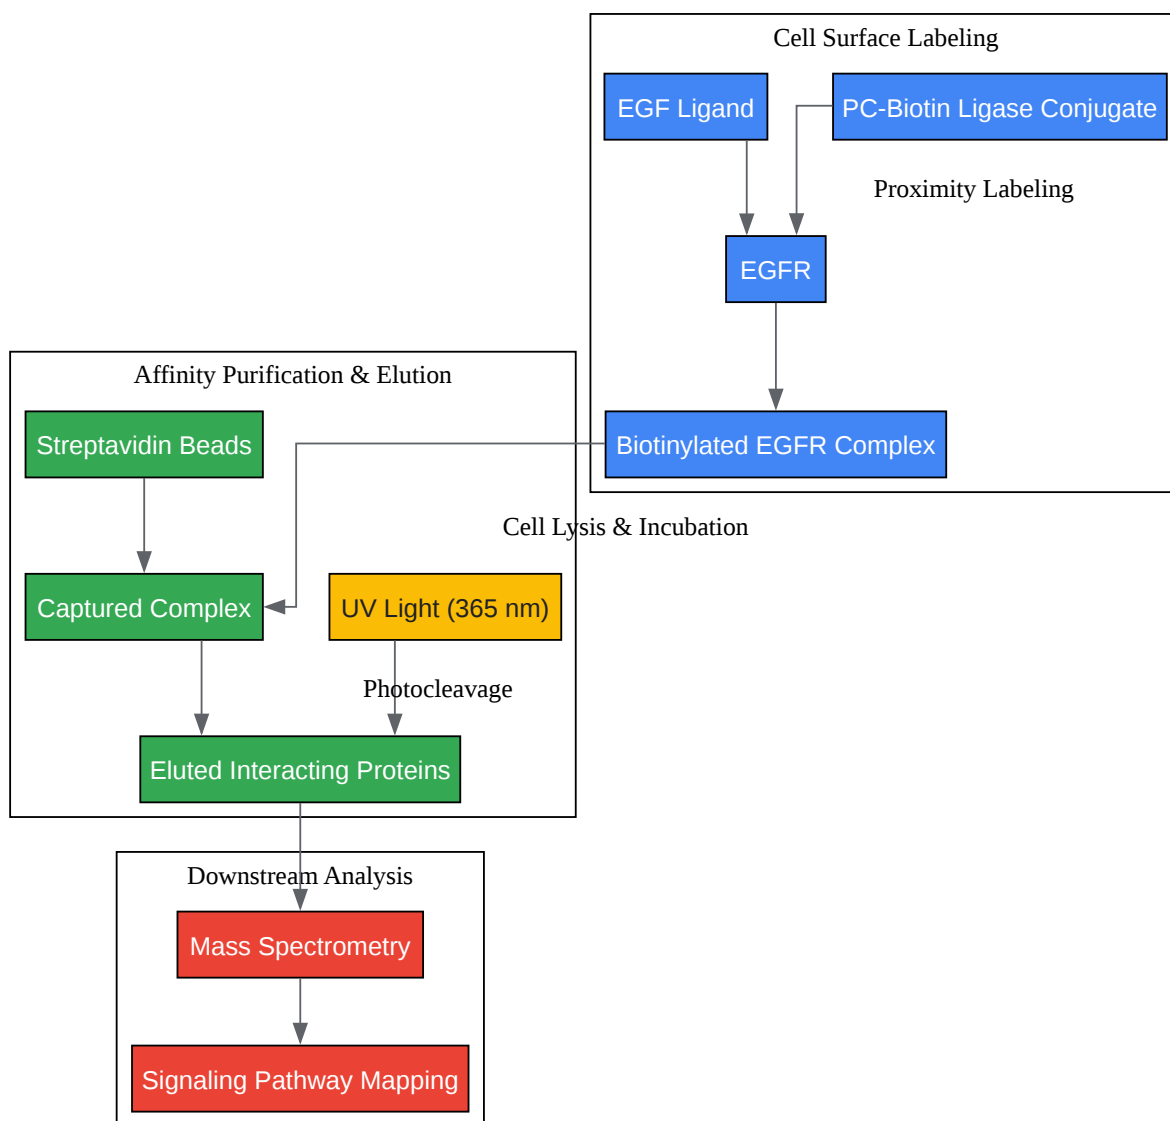 Cell Surface Labeling
EGF Ligand
PC-Biotin Ligase Conjugate
Proximity Labeling
EGFR
Biotinylated EGFR Complex
Cell Lysis & Incubation
Affinity Purification & Elution
Streptavidin Beads
Captured Complex
UV Light (365 nm)
Photocleavage
Eluted Interacting Proteins
Downstream Analysis
Mass Spectrometry
Signaling Pathway Mapping